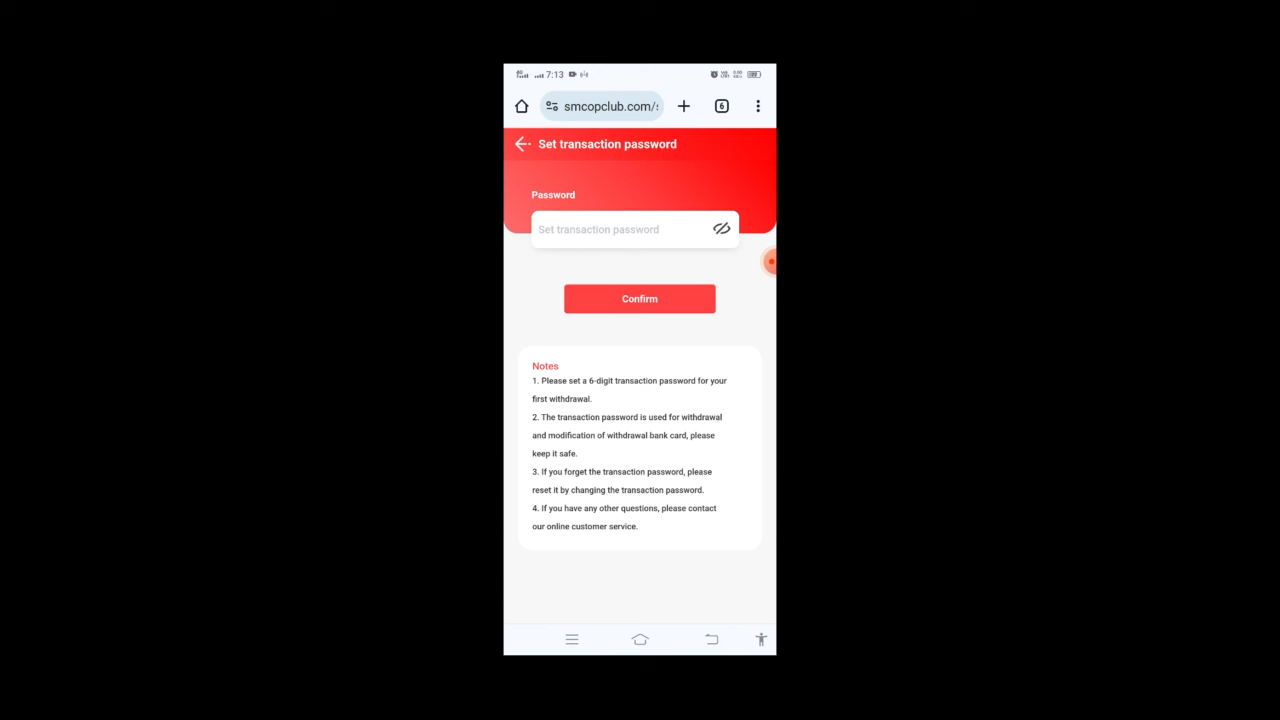 7:13
smcopclub.com/s
6
Set transaction password
Password
Set transaction password
Confirm
Notes
1. Please set a 6-digit transaction password for your
first withdrawal.
2. The transaction password is used for withdrawal
and modification of withdrawal bank card, please
keep it safe.
3. If you forget the transaction password, please
reset it by changing the transaction password.
4. If you have any other questions, please contact
our online customer service.